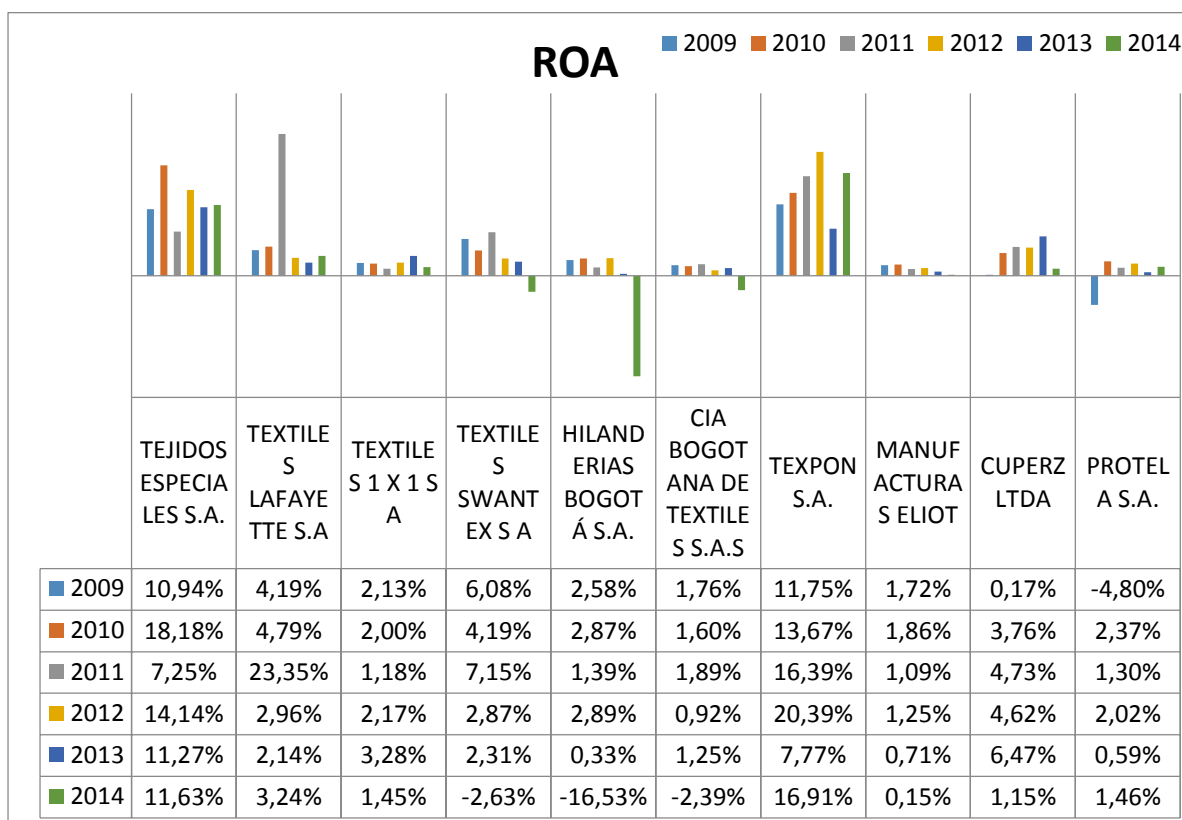 ROA
2009 2010 2011 2012 2013 2014
TEJIDOS
ESPECIA
LES S.A.
TEXTILE
S
LAFAYE
TTE S.A
TEXTILE
S 1 X 1 S
A
TEXTILE
S
SWANT
EX S A
HILAND
ERIAS
BOGOT
Á S.A.
CIA
BOGOT
ANA DE
TEXTILE
S S.A.S
TEXPON
S.A.
MANUF
ACTURA
S ELIOT
CUPERZ
LTDA
PROTEL
A S.A.
2009 10,94% 4,19% 2,13% 6,08% 2,58% 1,76% 11,75% 1,72% 0,17% -4,80%
2010 18,18% 4,79% 2,00% 4,19% 2,87% 1,60% 13,67% 1,86% 3,76% 2,37%
2011 7,25% 23,35% 1,18% 7,15% 1,39% 1,89% 16,39% 1,09% 4,73% 1,30%
2012 14,14% 2,96% 2,17% 2,87% 2,89% 0,92% 20,39% 1,25% 4,62% 2,02%
2013 11,27% 2,14% 3,28% 2,31% 0,33% 1,25% 7,77% 0,71% 6,47% 0,59%
2014 11,63% 3,24% 1,45% -2,63% -16,53% -2,39% 16,91% 0,15% 1,15% 1,46%